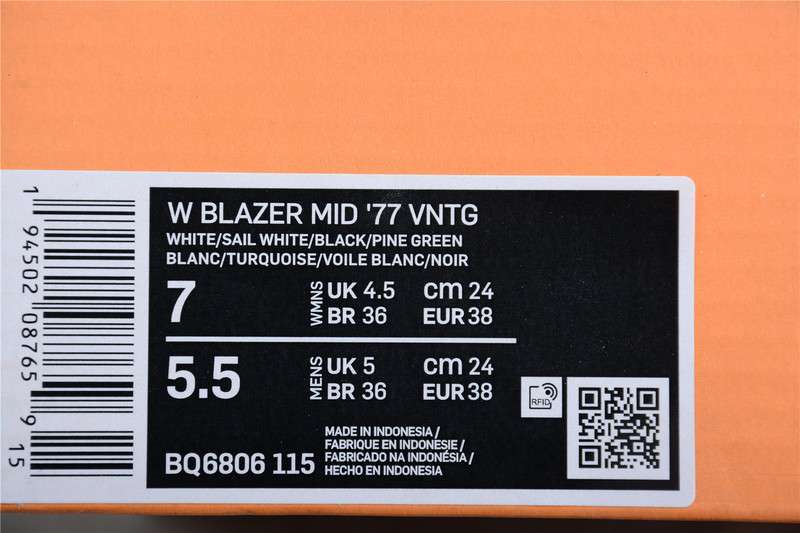 W BLAZER MID '77 VNTG
WHITE/SAIL WHITE/BLACK/PINE GREEN
BLANC/TURQUOISE/VOILE BLANC/NOIR
7
WMNS
UK 4.5 cm 24
BR 36 EUR 38
5.5
MENS
UK 5 cm 24
BR 36 EUR 38
RFID
BQ6806 115
MADE IN INDONESIA /
FABRIQUE EN INDONÉSIE /
FABRICADO NA INDONÉSIA /
HECHO EN INDONESIA
1 94502 08765 9 15